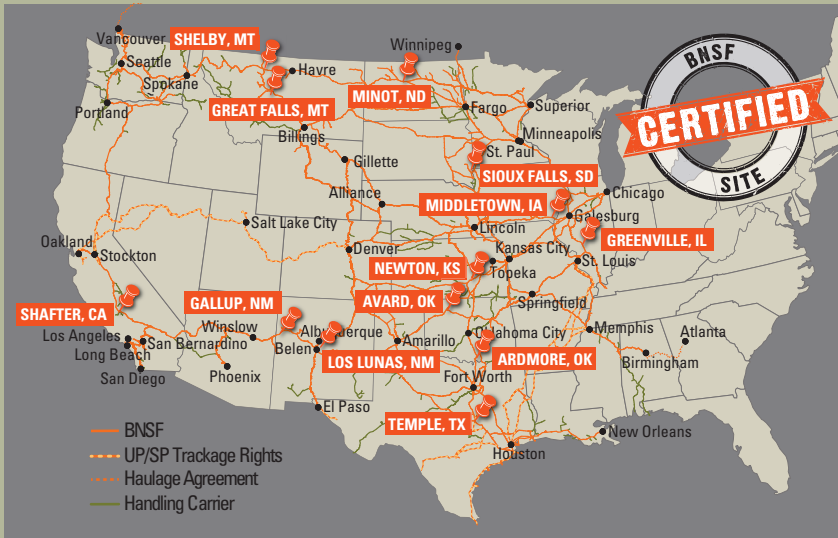 Vancouver
SHELBY, MT
Winnipeg
BNSF
CERTIFIED
SITE
Seattle
Spokane
Havre
MINOT, ND
GREAT FALLS, MT
Portland
Fargo
Superior
Minneapolis
Billings
St. Paul
Gillette
SIOUX FALLS, SD
Alliance
MIDDLETOWN, IA
Chicago
Galesburg
Salt Lake City
Lincoln
GREENVILLE, IL
Oakland
Stockton
Denver
Kansas City
NEWTON, KS
Topeka
St. Louis
GALLUP, NM
AVARD, OK
Springfield
SHAFTER, CA
Winslow
Albuquerque
Amarillo
Oklahoma City
Memphis
Atlanta
Los Angeles
San Bernardino
Long Beach
Belen
LOS LUNAS, NM
ARDMORE, OK
Birmingham
San Diego
Phoenix
Fort Worth
El Paso
TEMPLE, TX
New Orleans
Houston
BNSF
UP/SP Trackage Rights
Haulage Agreement
Handling Carrier